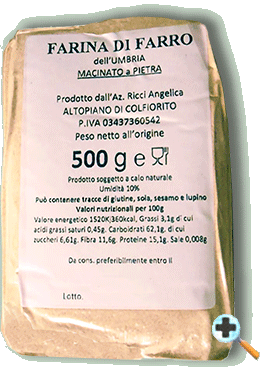 FARINA DI FARRO
dell'UMBRIA
MACINATO a PIETRA
Prodotto dall'Az. Ricci Angelica
ALTOPIANO DI COLFIORITO
P.IVA 03437360542
Peso netto all'origine
500 g e
Prodotto soggetto a calo naturale
Umidità 10%
Può contenere tracce di glutine, soia, sesamo e lupino
Valori nutrizionali per 100g
Valore energetico 1520KJ360kcal, Grassi 3,1g di cui
acidi grassi saturi 0,45g. Carboidrati 62,1g. di cui
zuccheri 6,61g. Fibra 11,6g. Proteine 15,1g. Sale 0,008g
Da cons. preferibilmente entro il
Lotto.